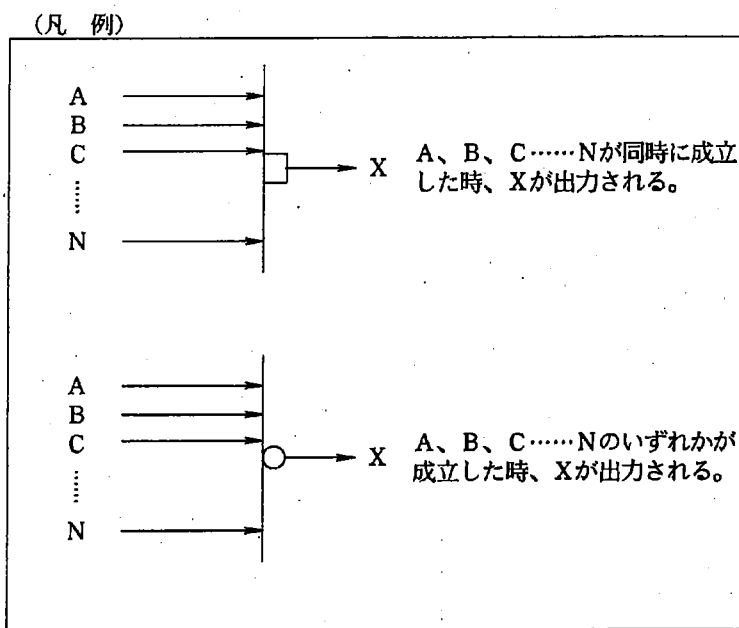 (凡 例)
A
B
C
……
N
X
A、B、C……Nが同時に成立
した時、Xが出力される。
A
B
C
……
N
X
A、B、C……Nのいずれかが
成立した時、Xが出力される。